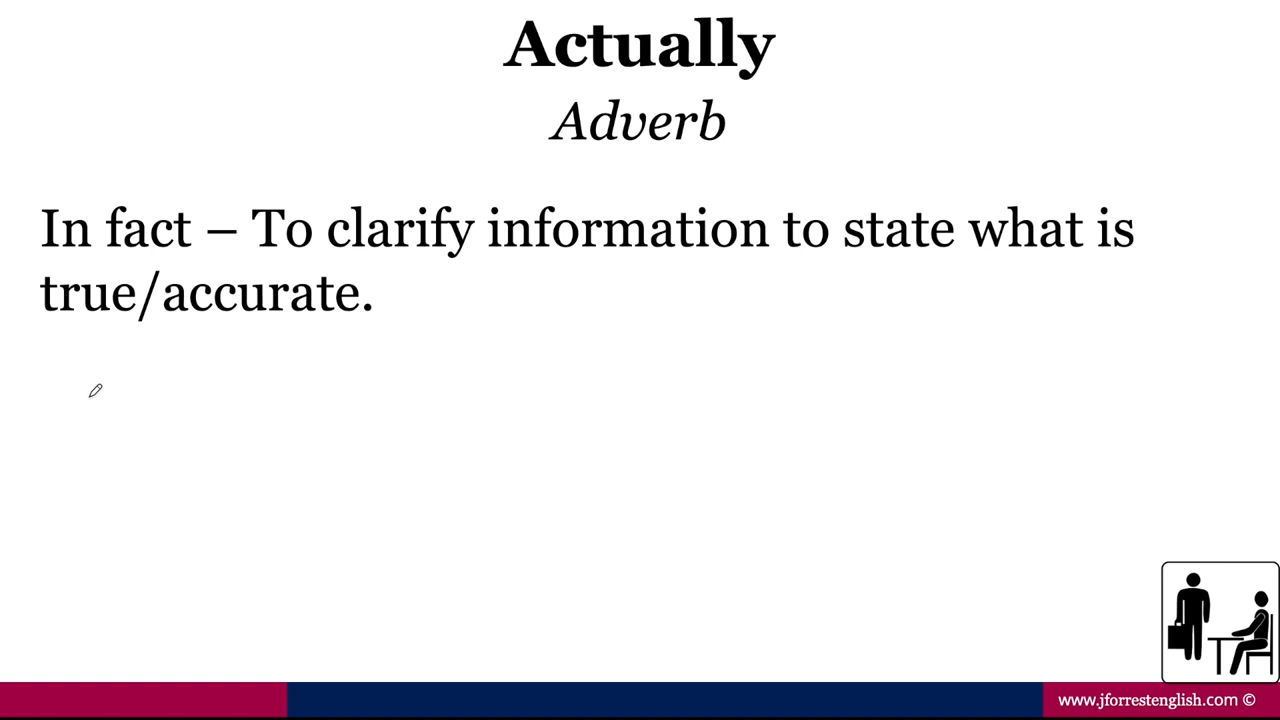 Actually
Adverb
In fact – To clarify information to state what is
true/accurate.
www.jforrestenglish.com ©